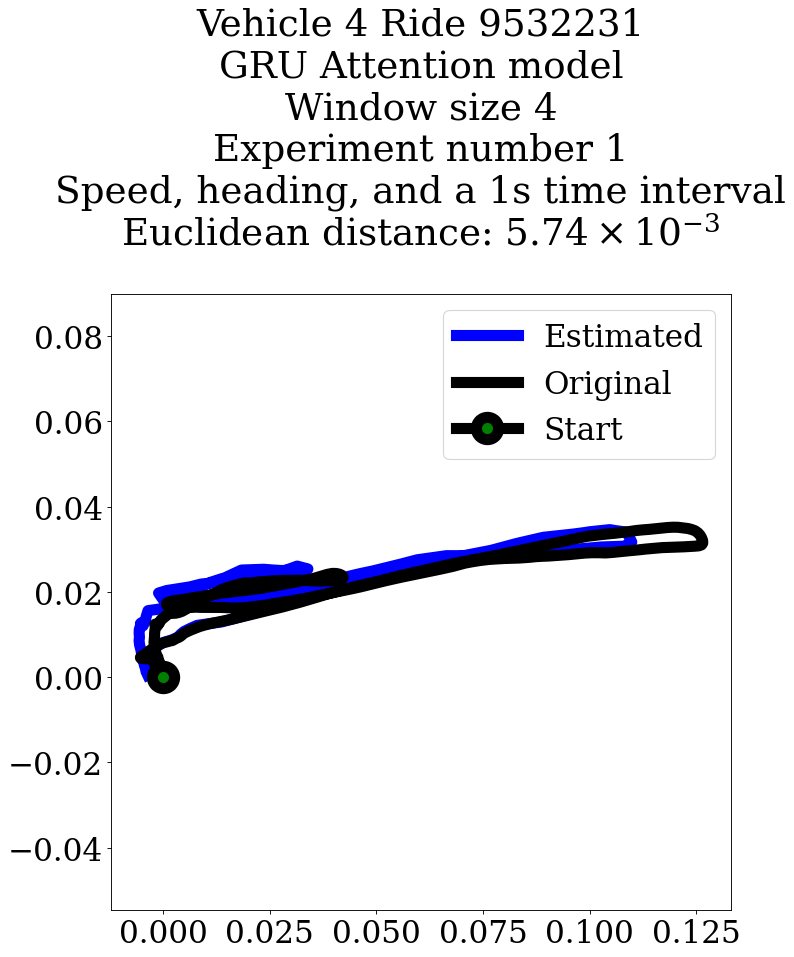 Vehicle 4 Ride 9532231
GRU Attention model
Window size 4
Experiment number 1
Speed, heading, and a 1s time interval
Euclidean distance: 5.74 × 10⁻³
Estimated
Original
Start
0.08
0.06
0.04
0.02
0.00
−0.02
−0.04
0.000 0.025 0.050 0.075 0.100 0.125